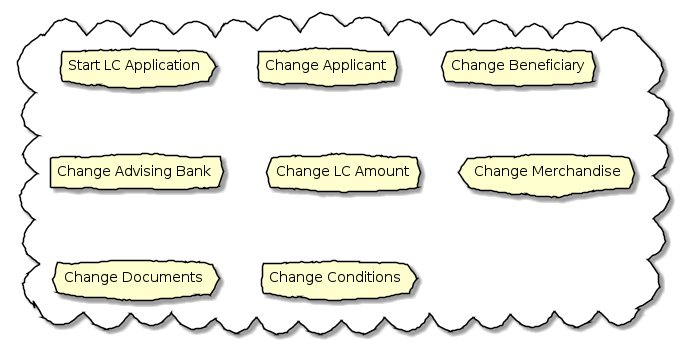 Start LC Application
Change Applicant
Change Beneficiary
Change Advising Bank
Change LC Amount
Change Merchandise
Change Documents
Change Conditions